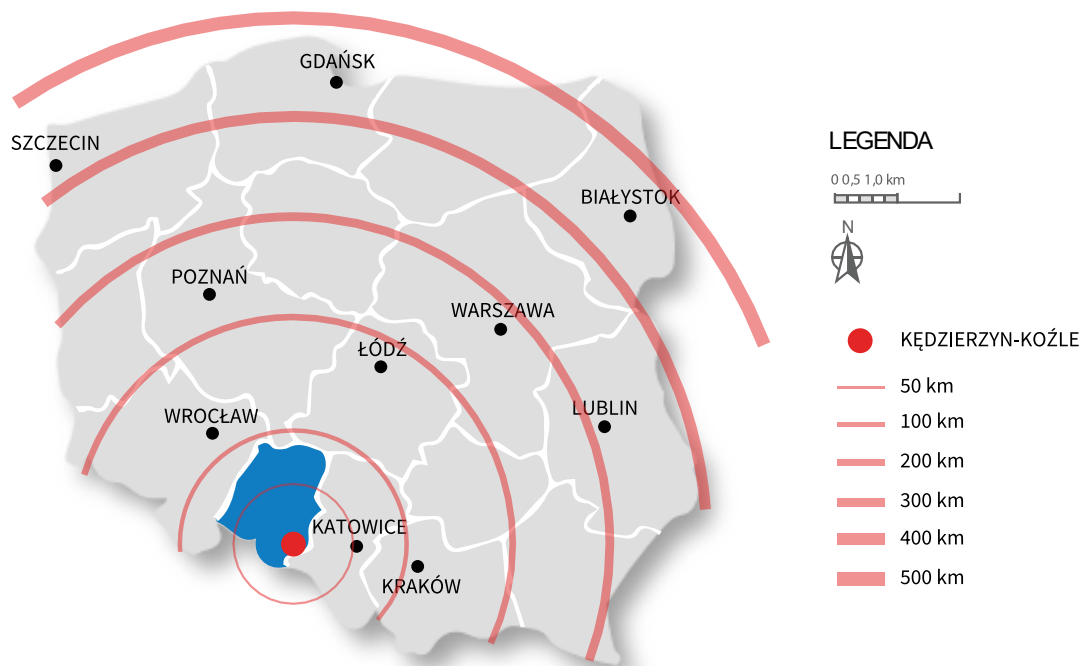 GDAŃSK
SZCZECIN
BIAŁYSTOK
POZNAŃ
WARSZAWA
ŁÓDŹ
WROCŁAW
LUBLIN
KATOWICE
KRAKÓW
LEGENDA
0 0,5 1,0 km
N
KĘDZIERZYN-KOŹLE
50 km
100 km
200 km
300 km
400 km
500 km